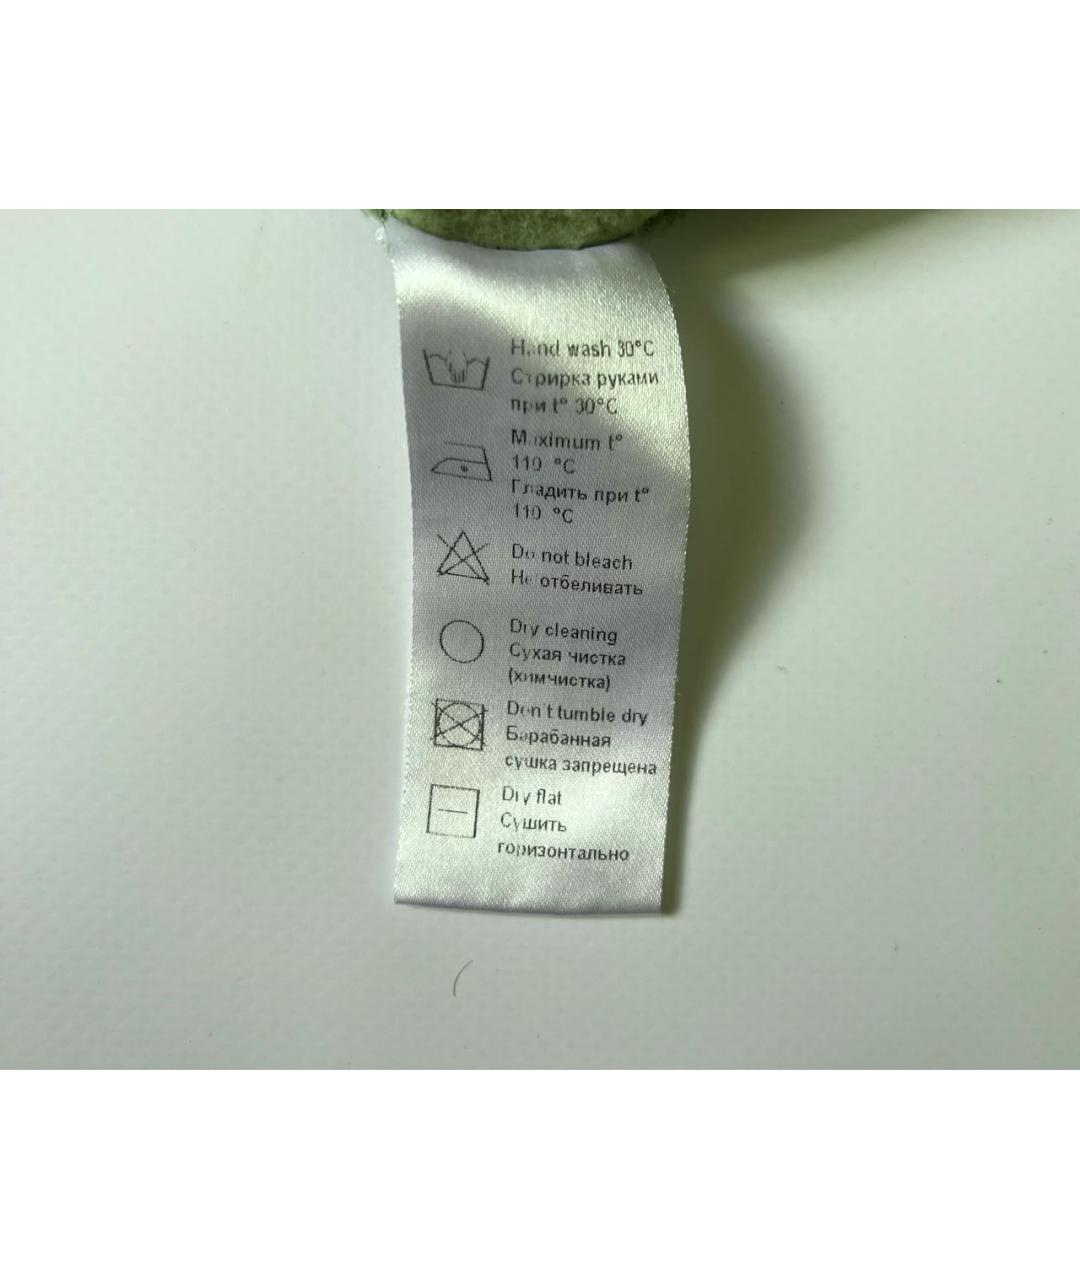 Hand wash 30°C
Стрирка руками
при t° 30°C
Maximum t°
110 °C
Гладить при t°
110 °C
Do not bleach
Не отбеливать
Dry cleaning
Сухая чистка
(химчистка)
Don't tumble dry
Барабанная
сушка запрещена
Dry flat
Сушить
горизонтально